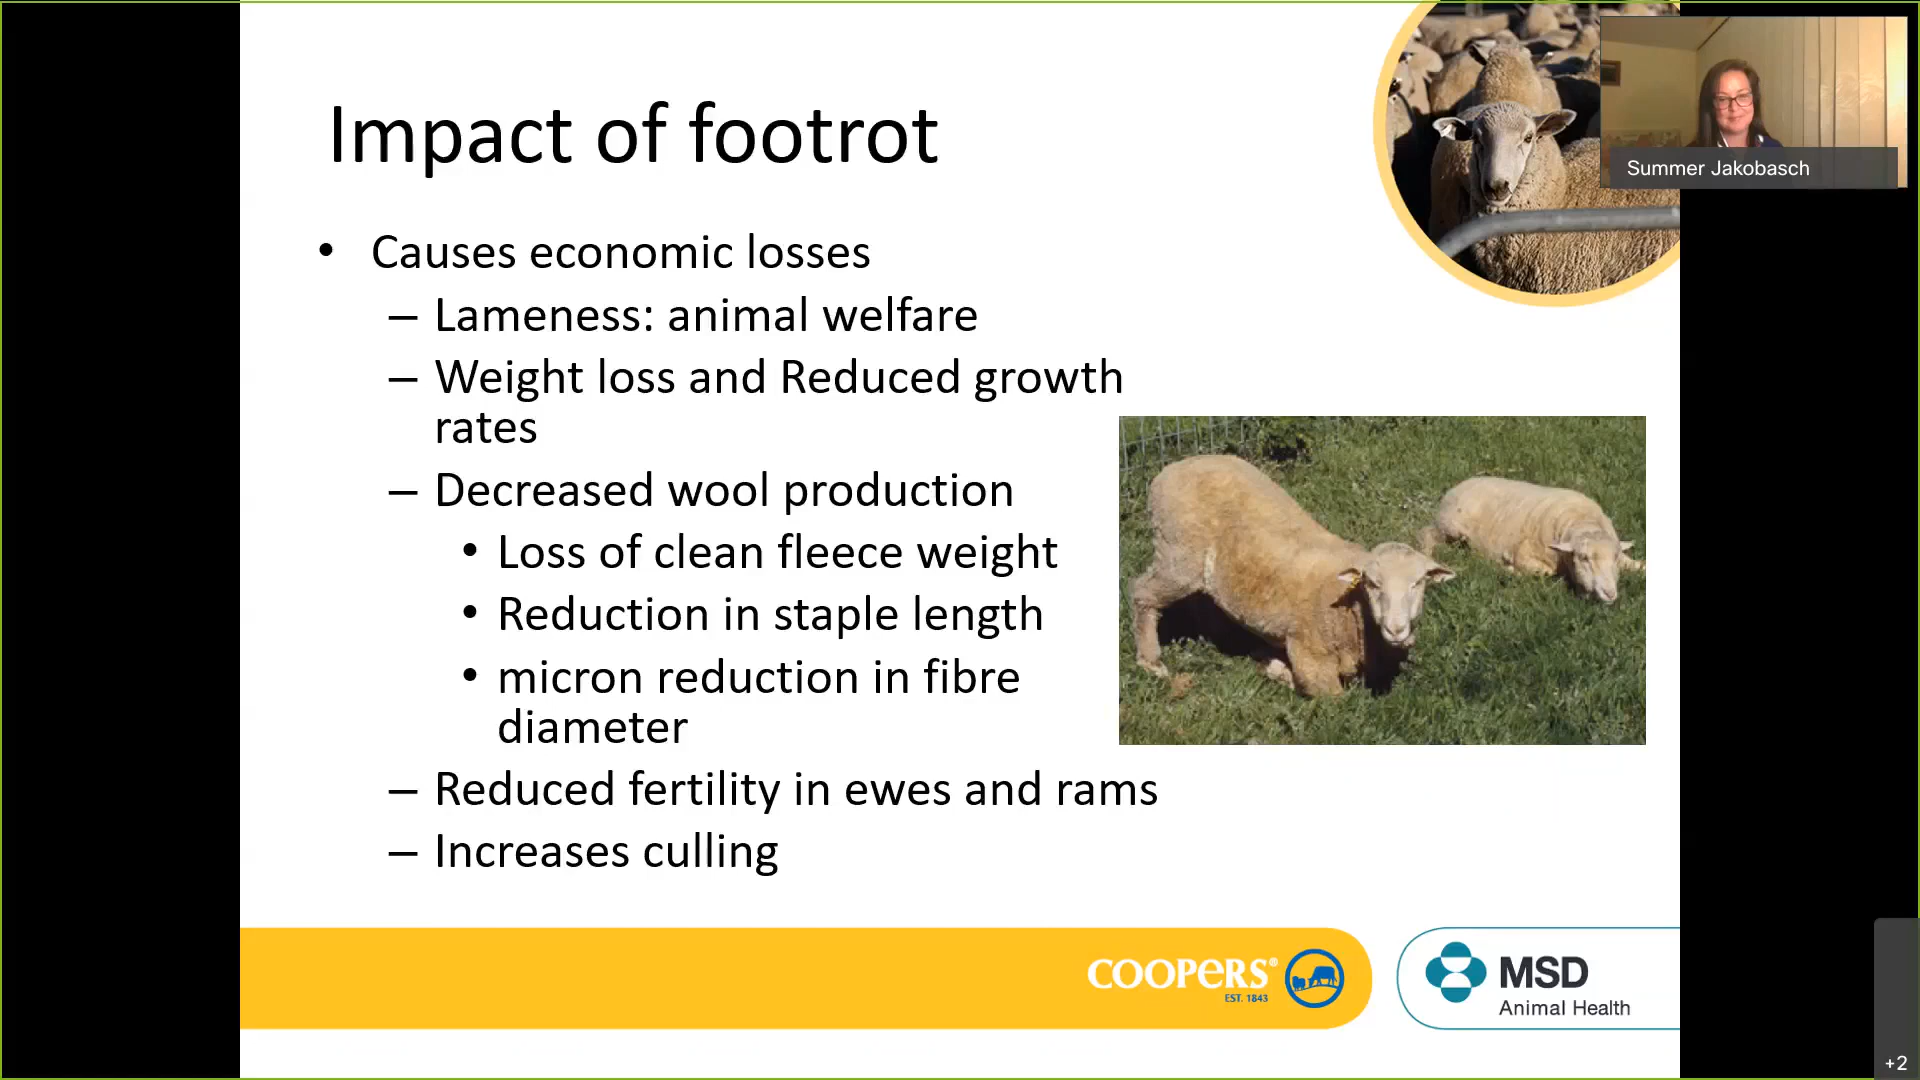 Impact of footrot
Summer Jakobasch
• Causes economic losses
– Lameness: animal welfare
– Weight loss and Reduced growth
rates
– Decreased wool production
• Loss of clean fleece weight
• Reduction in staple length
• micron reduction in fibre
diameter
– Reduced fertility in ewes and rams
– Increases culling
COOPERS®
EST. 1843
MSD
Animal Health
+2